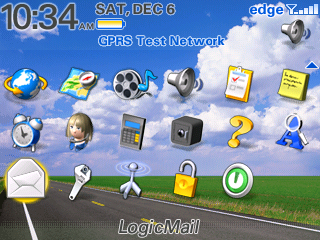 10:34 AM SAT, DEC 6 edge
GPRS Test Network
LogicMail